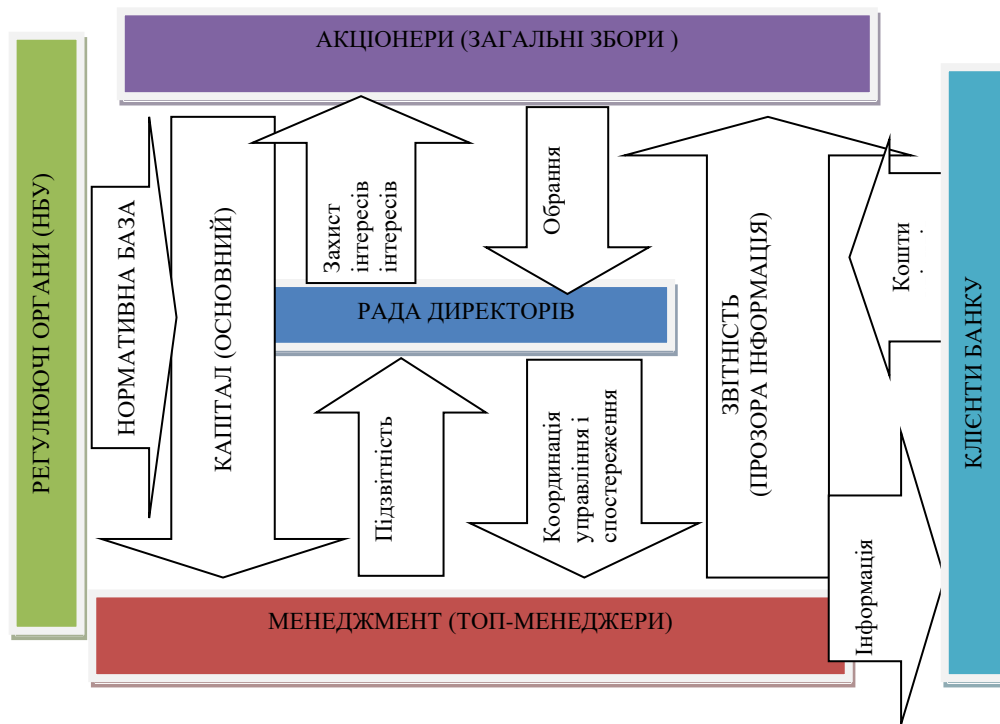 АКЦІОНЕРИ (ЗАГАЛЬНІ ЗБОРИ )
РЕГУЛЮЮЧІ ОРГАНИ (НБУ)
НОРМАТИВНА БАЗА
КАПІТАЛ (ОСНОВНИЙ)
Захист
інтересів
інтересів
Обрання
ЗВІТНІСТЬ
(ПРОЗОРА ІНФОРМАЦІЯ)
Кошти
КЛІЄНТИ БАНКУ
РАДА ДИРЕКТОРІВ
Підзвітність
Координація
управління і
спостереження
Інформація
МЕНЕДЖМЕНТ (ТОП-МЕНЕДЖЕРИ)